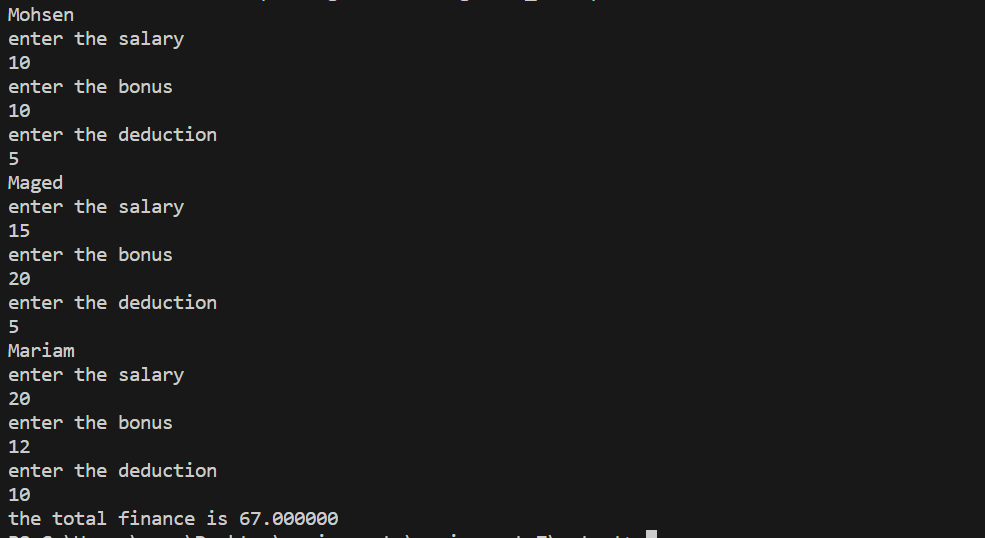 Mohsen
enter the salary
10
enter the bonus
10
enter the deduction
5
Maged
enter the salary
15
enter the bonus
20
enter the deduction
5
Mariam
enter the salary
20
enter the bonus
12
enter the deduction
10
the total finance is 67.000000